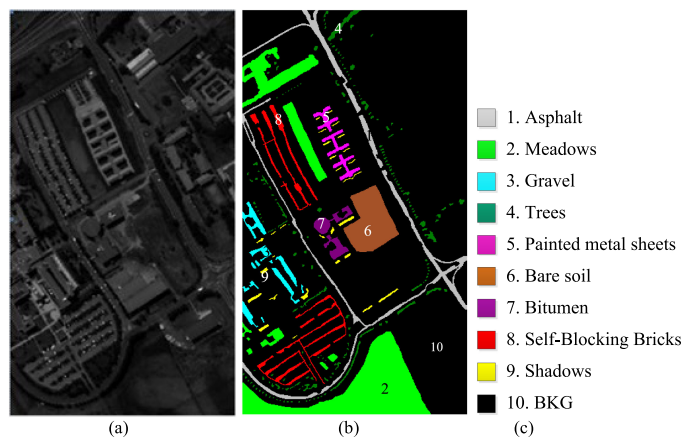 4
8
5
1
7
6
9
10
2
1. Asphalt
2. Meadows
3. Gravel
4. Trees
5. Painted metal sheets
6. Bare soil
7. Bitumen
8. Self-Blocking Bricks
9. Shadows
10. BKG
(a)
(b)
(c)